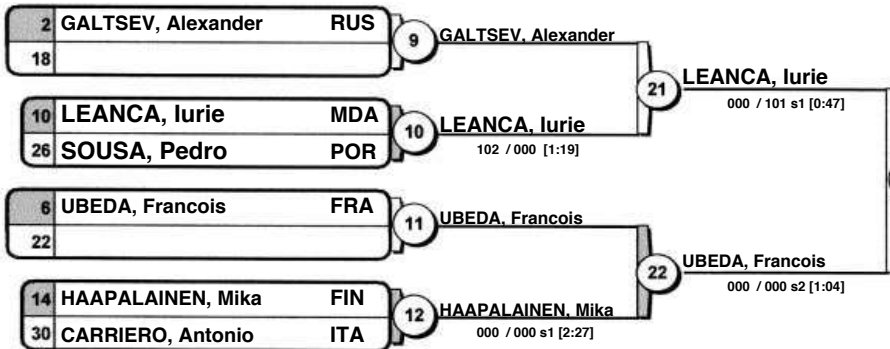 2 GALTSEV, Alexander RUS
18
9 GALTSEV, Alexander
10 LEANCA, Iurie MDA
26 SOUSA, Pedro POR
10 LEANCA, Iurie
102 / 000 [1:19]
21 LEANCA, Iurie
000 / 101 s1 [0:47]
6 UBEDA, Francois FRA
22
11 UBEDA, Francois
14 HAAPALAINEN, Mika FIN
30 CARRIERO, Antonio ITA
12 HAAPALAINEN, Mika
000 / 000 s1 [2:27]
22 UBEDA, Francois
000 / 000 s2 [1:04]